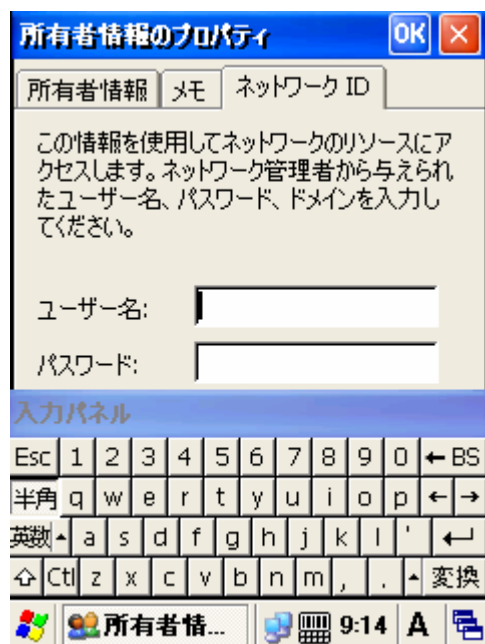 所有者情報のプロパティ OK
所有者情報 メモ ネットワーク ID
この情報を使用してネットワークのリソースにア
クセスします。ネットワーク管理者から与えられ
たユーザー名、パスワード、ドメインを入力し
てください。
ユーザー名:
パスワード:
入力パネル
Esc 1 2 3 4 5 6 7 8 9 0 ←BS
半角 q w e r t y u i o p ← →
英数 a s d f g h j k l '
Ctl z x c v b n m , . 変換
所有者情... 9:14 A